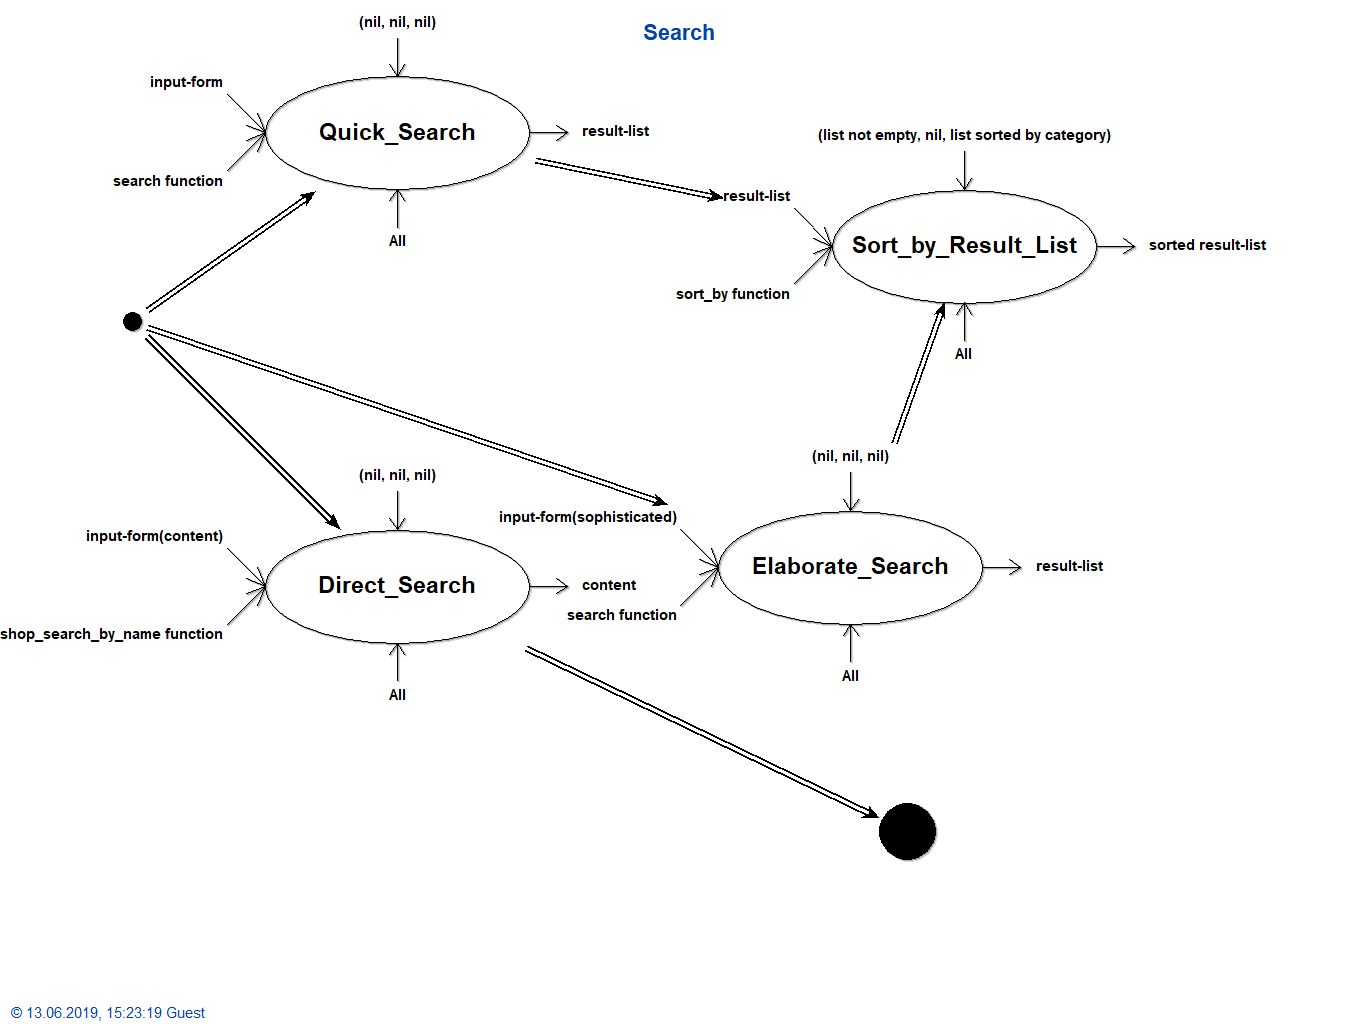 Search
(nil, nil, nil)
input-form
Quick_Search
result-list
search function
All
(list not empty, nil, list sorted by category)
result-list
Sort_by_Result_List
sorted result-list
sort_by function
All
(nil, nil, nil)
input-form(content)
Direct_Search
content
shop_search_by_name function
All
(nil, nil, nil)
input-form(sophisticated)
Elaborate_Search
result-list
search function
All
© 13.06.2019, 15:23:19 Guest